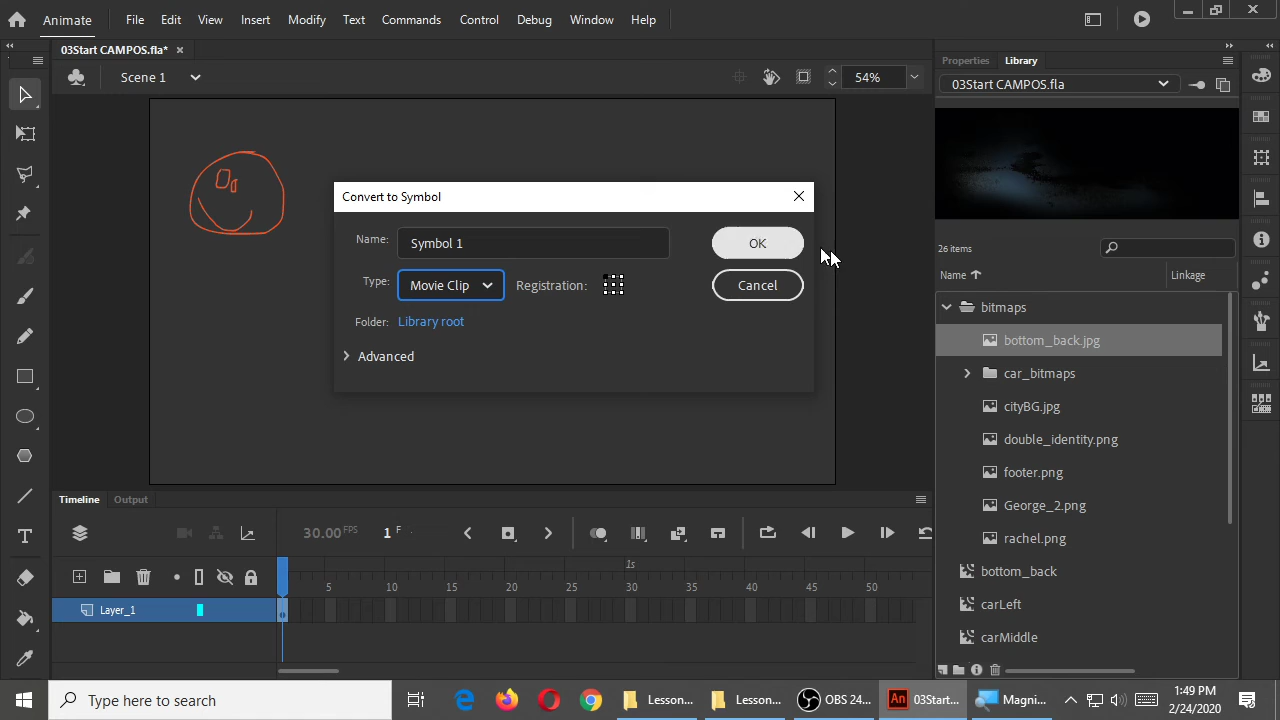 Animate File Edit View Insert Modify Text Commands Control Debug Window Help
03Start CAMPOS.fla*
Scene 1 54%
Properties Library
03Start CAMPOS.fla
Convert to Symbol
Name: Symbol 1 OK
Type: Movie Clip Registration: Cancel
Folder: Library root
Advanced
26 items
Name Linkage
bitmaps
bottom_back.jpg
car_bitmaps
cityBG.jpg
double_identity.png
footer.png
George_2.png
rachel.png
bottom_back
carLeft
carMiddle
Timeline Output
30.00 FPS 1 F
1s
5 10 15 20 25 30 35 40 45 50
Layer_1
Type here to search
Lesson... Lesson... OBS 24... An 03Start... Magni...
1:49 PM
2/24/2020